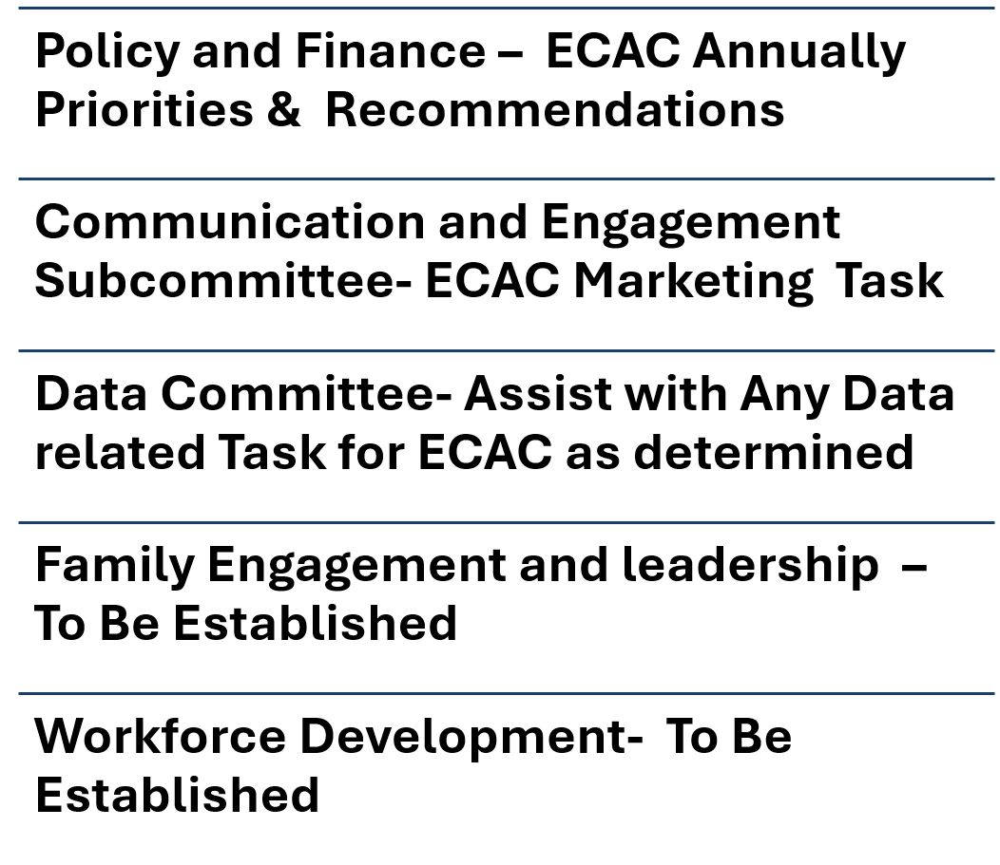 Policy and Finance –  ECAC Annually
Priorities &  Recommendations
Communication and Engagement
Subcommittee- ECAC Marketing  Task
Data Committee- Assist with Any Data
related Task for ECAC as determined
Family Engagement and leadership  –
To Be Established
Workforce Development-  To Be
Established